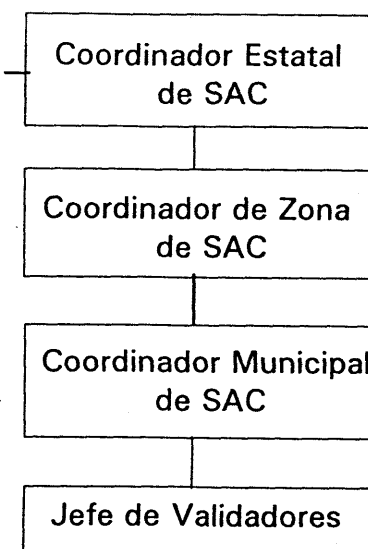 Coordinador Estatal
de SAC
Coordinador de Zona
de SAC
Coordinador Municipal
de SAC
Jefe de Validadores